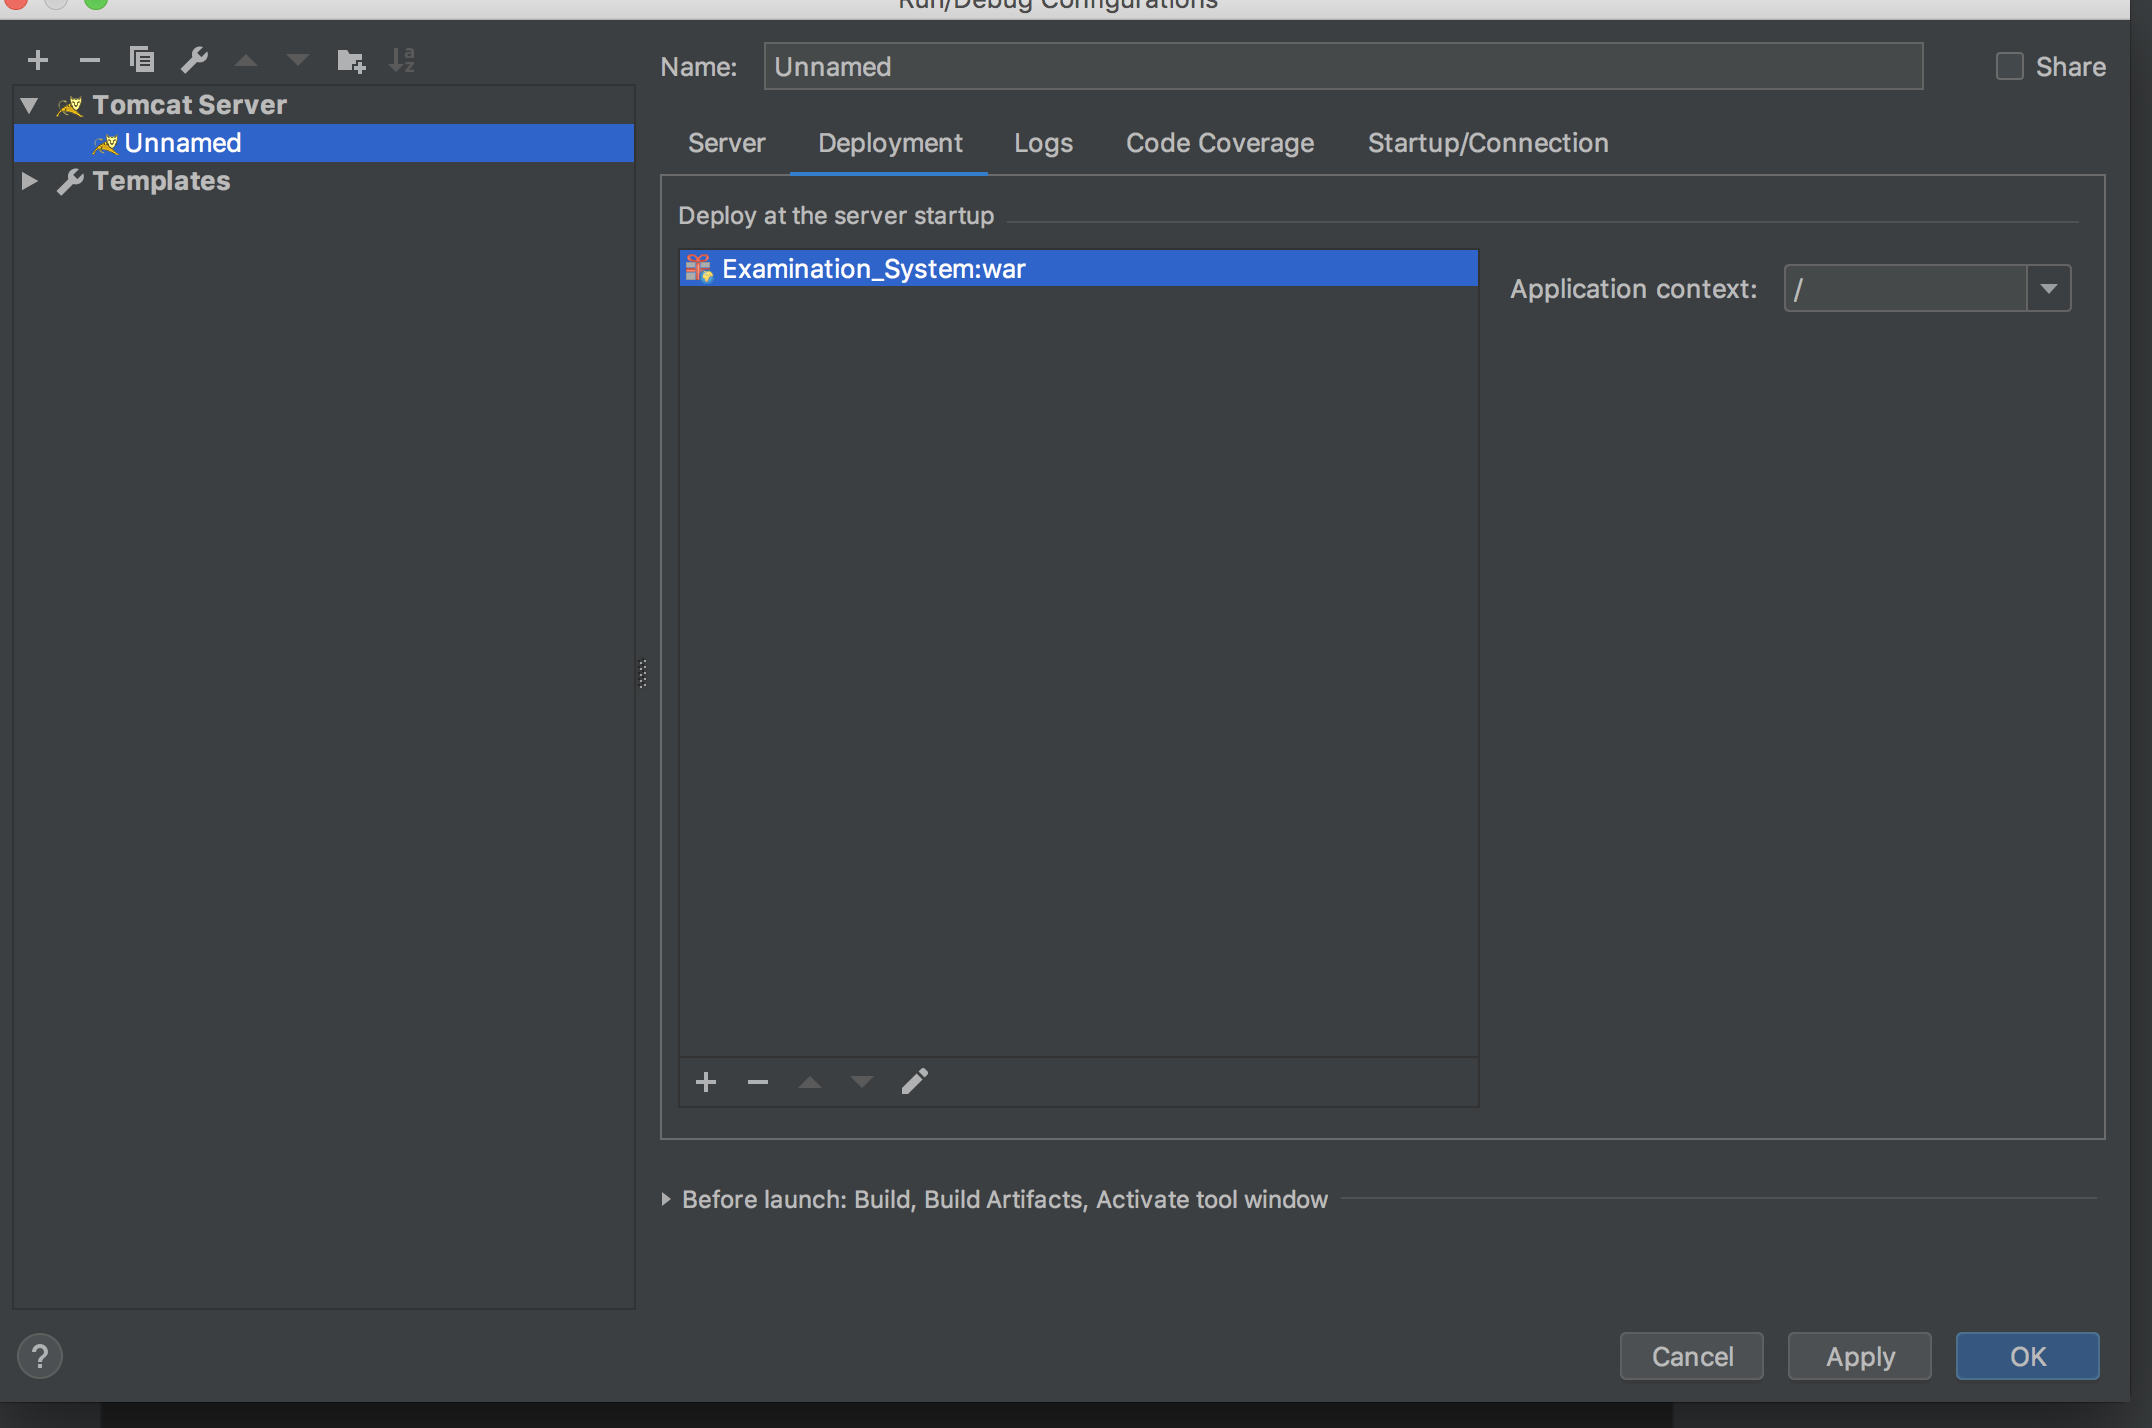 Run/Debug Configurations
Name: Unnamed Share
Tomcat Server
Unnamed
Templates
Server Deployment Logs Code Coverage Startup/Connection
Deploy at the server startup
Examination_System:war
Application context: /
Before launch: Build, Build Artifacts, Activate tool window
? Cancel Apply OK